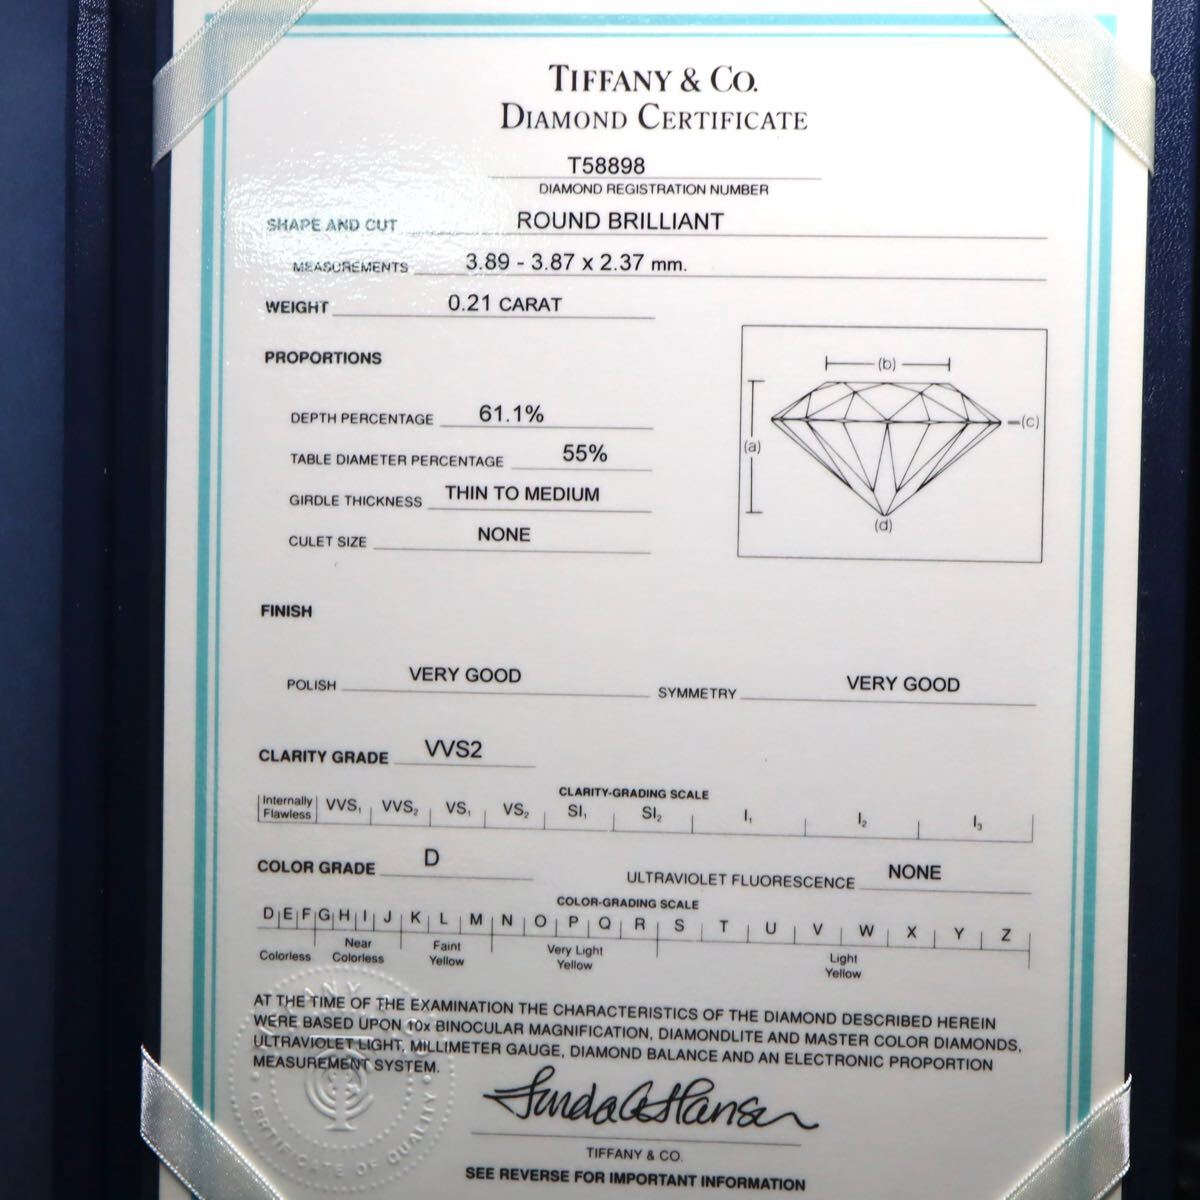 TIFFANY & CO.
DIAMOND CERTIFICATE
T58898
DIAMOND REGISTRATION NUMBER
SHAPE AND CUT ROUND BRILLIANT
MEASUREMENTS 3.89 - 3.87 x 2.37 mm.
WEIGHT 0.21 CARAT
PROPORTIONS
DEPTH PERCENTAGE 61.1%
TABLE DIAMETER PERCENTAGE 55%
GIRDLE THICKNESS THIN TO MEDIUM
CULET SIZE NONE
(b)
(a)
(c)
(d)
FINISH
POLISH VERY GOOD SYMMETRY VERY GOOD
CLARITY GRADE VVS2
CLARITY-GRADING SCALE
Internally Flawless VVS1 VVS2 VS1 VS2 SI1 SI2 I1 I2 I3
COLOR GRADE D ULTRAVIOLET FLUORESCENCE NONE
COLOR-GRADING SCALE
D E F G H I J K L M N O P Q R S T U V W X Y Z
Colorless Near Colorless Faint Yellow Very Light Yellow Light Yellow
AT THE TIME OF THE EXAMINATION THE CHARACTERISTICS OF THE DIAMOND DESCRIBED HEREIN
WERE BASED UPON 10x BINOCULAR MAGNIFICATION, DIAMONDLITE AND MASTER COLOR DIAMONDS,
ULTRAVIOLET LIGHT, MILLIMETER GAUGE, DIAMOND BALANCE AND AN ELECTRONIC PROPORTION
MEASUREMENT SYSTEM.
CERTIFICATE OF QUALITY
TIFFANY & CO.
SEE REVERSE FOR IMPORTANT INFORMATION